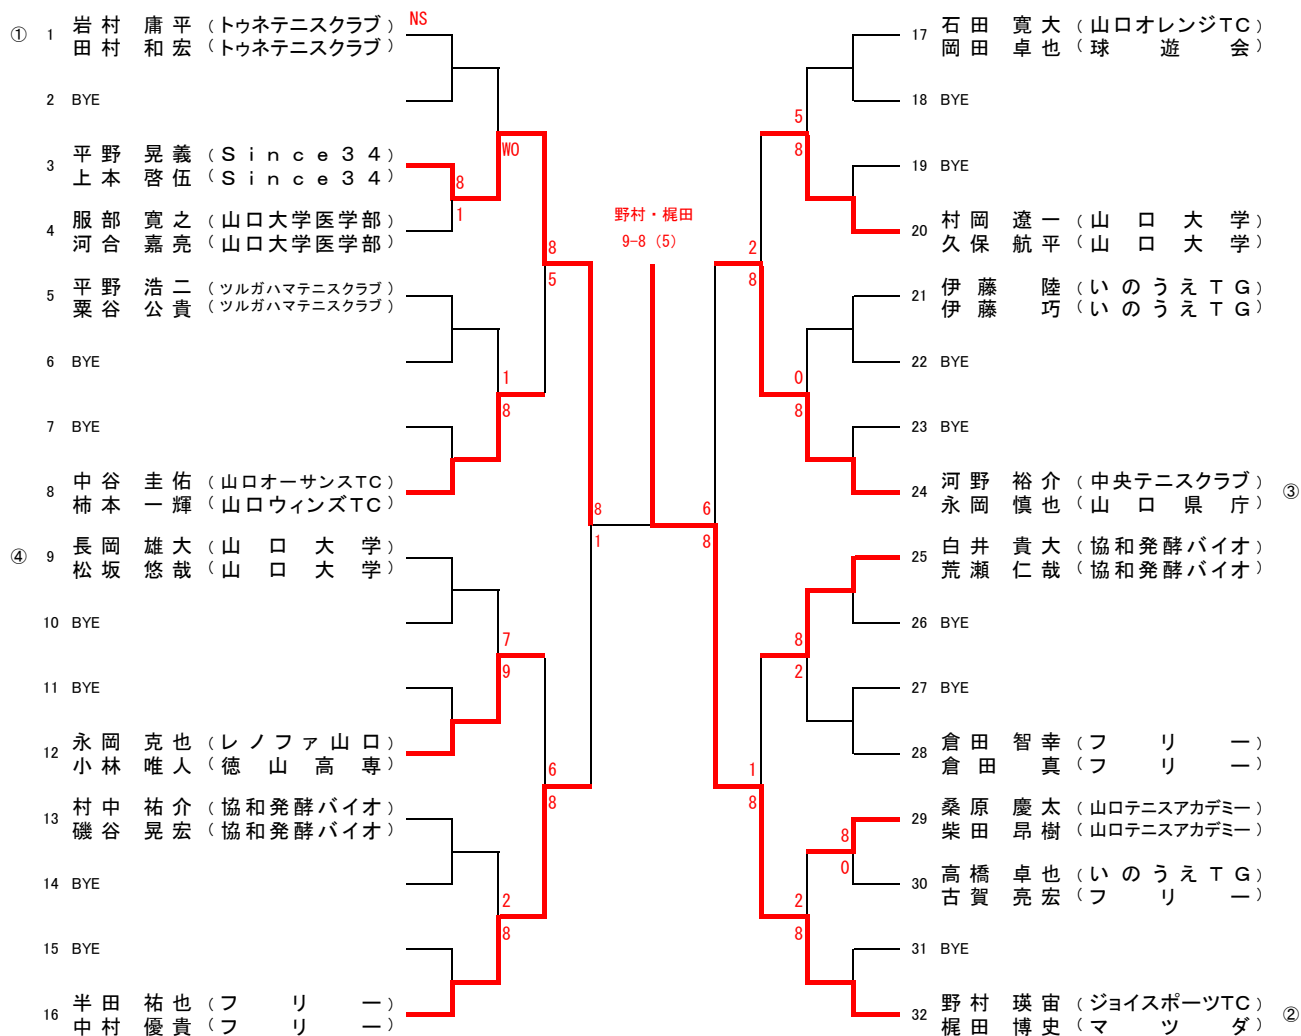 ① 1 岩村 庸平 (トゥネテニスクラブ) NS
田村 和宏 (トゥネテニスクラブ)
2 BYE
WO
3 平野 晃義 (Since34)
上本 啓伍 (Since34)
8
1
4 服部 寛之 (山口大学医学部)
河合 嘉亮 (山口大学医学部)
8
5
5 平野 浩二 (ツルガハマテニスクラブ)
粟谷 公貴 (ツルガハマテニスクラブ)
6 BYE
1
8
7 BYE
8 中谷 圭佑 (山口オーサンスTC)
柿本 一輝 (山口ウィンズTC)
8
1
④ 9 長岡 雄大 (山口大学)
松坂 悠哉 (山口大学)
10 BYE
7
9
11 BYE
12 永岡 克也 (レノファ山口)
小林 唯人 (徳山高専)
6
8
13 村中 祐介 (協和発酵バイオ)
磯谷 晃宏 (協和発酵バイオ)
14 BYE
2
8
15 BYE
16 半田 祐也 (フリー)
中村 優貴 (フリー)
野村・梶田
9-8 (5)
17 石田 寛大 (山口オレンジTC)
岡田 卓也 (球遊会)
18 BYE
5
8
19 BYE
20 村岡 遼一 (山口大学)
久保 航平 (山口大学)
2
8
21 伊藤 陸 (いのうえTG)
伊藤 巧 (いのうえTG)
22 BYE
0
8
23 BYE
24 河野 裕介 (中央テニスクラブ) ③
永岡 慎也 (山口県庁)
6
8
25 白井 貴大 (協和発酵バイオ)
荒瀬 仁哉 (協和発酵バイオ)
26 BYE
8
2
27 BYE
28 倉田 智幸 (フリー)
倉田 真 (フリー)
1
8
29 桑原 慶太 (山口テニスアカデミー)
柴田 昂樹 (山口テニスアカデミー)
8
0
30 高橋 卓也 (いのうえTG)
古賀 亮宏 (フリー)
2
8
31 BYE
32 野村 瑛宙 (ジョイスポーツTC) ②
梶田 博史 (マツダ)